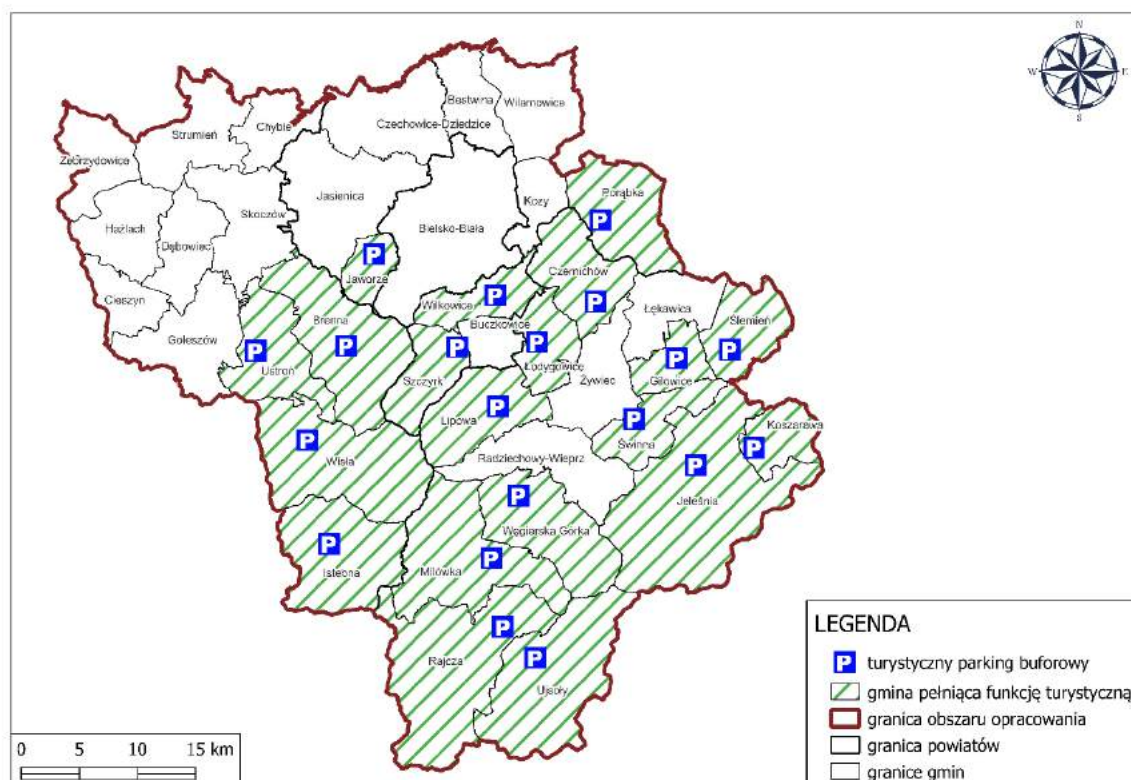 N
W E
S
Bestwina
Wilamowice
Chybie
Strumień
Czechowice-Dziedzice
Zebrzydowice
Jasienica
Kozy
Porąbka
Skoczów
Hażlach
Bielsko-Biała
Dębowiec
P
P
Czernichów
Jaworze
Cieszyn
P
P
Wilkowice
Łękawica
Ślemień
Brenna
Buczkowice
Goleszów
P
P
P
P
P
P
P
Ustroń
Łodygowice
Gilowice
Szczyrk
Żywiec
P
Lipowa
P
Koszarawa
P
P
Świnna
Wisła
Radziechowy-Wieprz
P
P
Jeleśnia
Węgierska Górka
P
P
Istebna
Milówka
P
Rajcza
P
Ujsoły
LEGENDA
P turystyczny parking buforowy
gmina pełniąca funkcję turystyczną
granica obszaru opracowania
granica powiatów
granice gmin
0 5 10 15 km